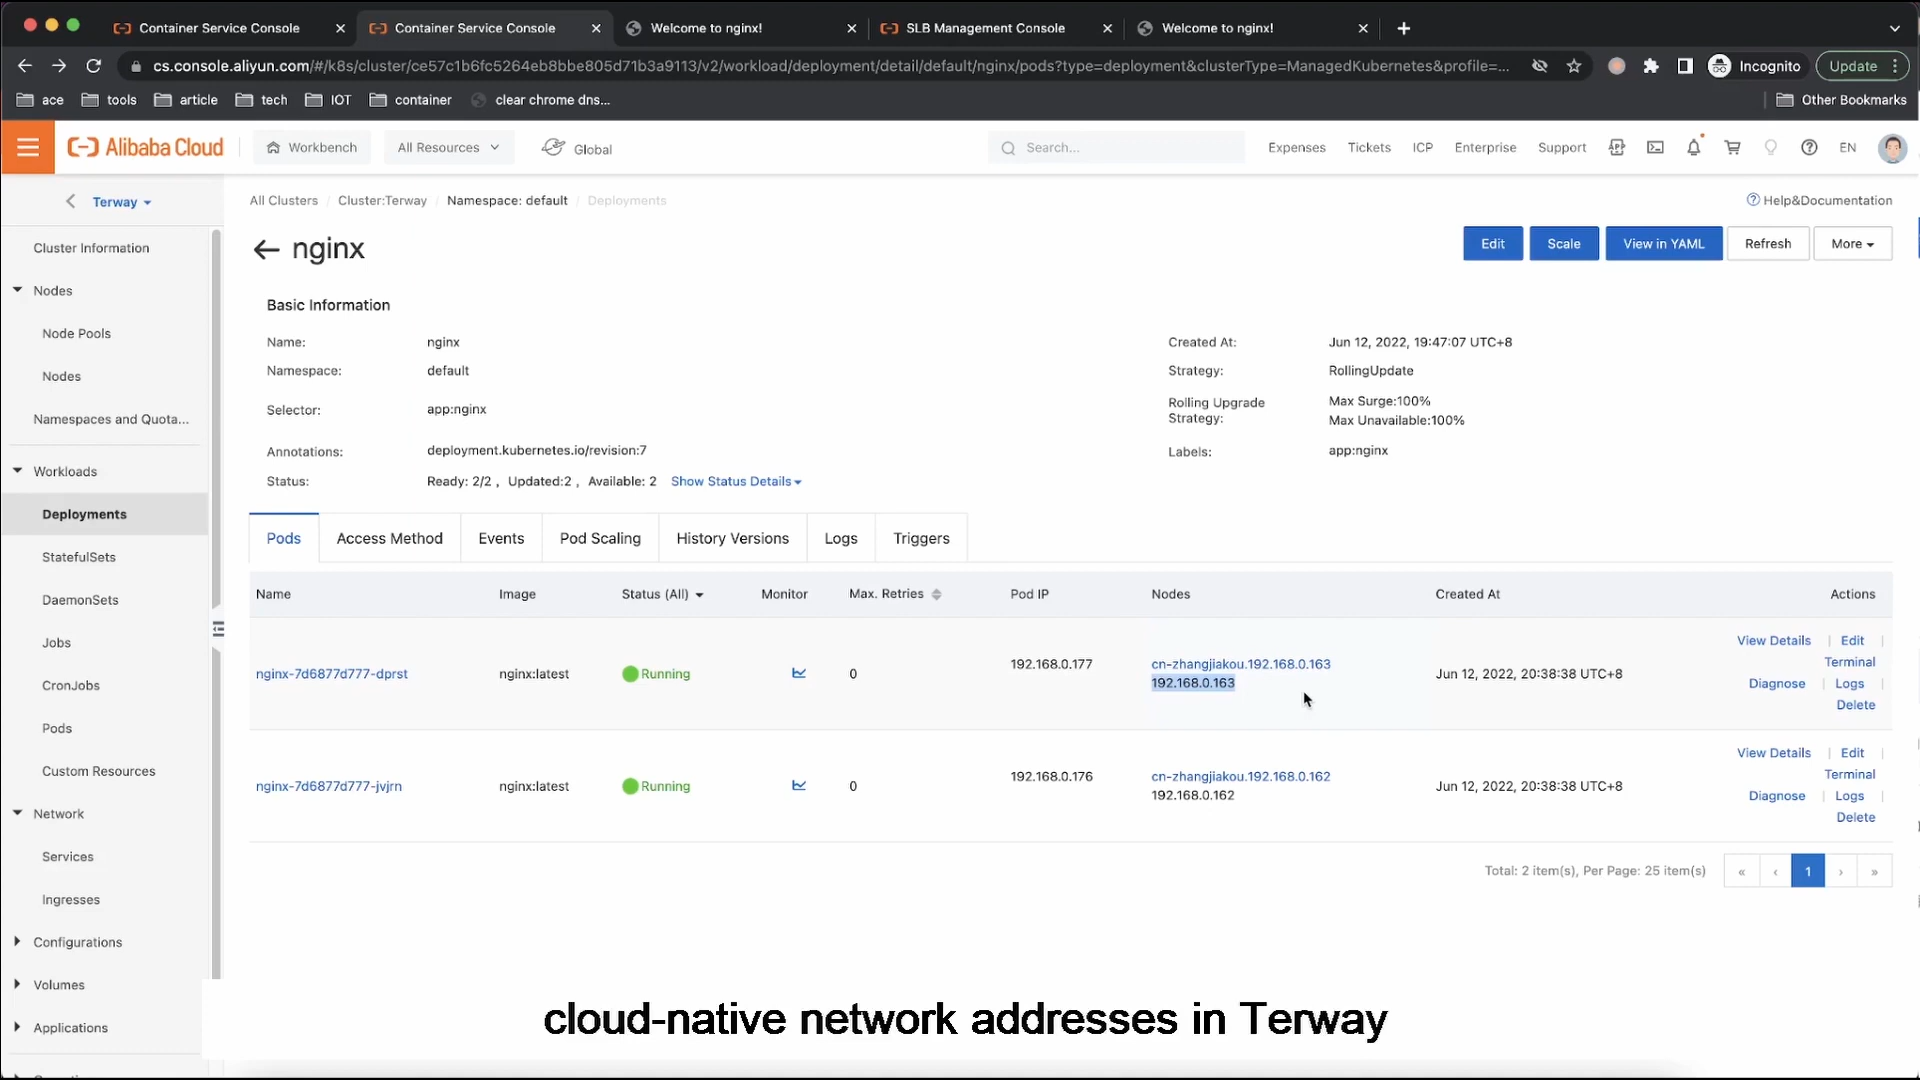 Container Service Console
Container Service Console
Welcome to nginx!
SLB Management Console
Welcome to nginx!
cs.console.aliyun.com/#/k8s/cluster/ce57c1b6fc5264eb8bbe805d71b3a9113/v2/workload/deployment/detail/default/nginx/pods?type=deployment&clusterType=ManagedKubernetes&profile=...
Incognito
Update
ace
tools
article
tech
IOT
container
clear chrome dns...
Other Bookmarks
Alibaba Cloud
Workbench
All Resources
Global
Search...
Expenses
Tickets
ICP
Enterprise
Support
EN
Terway
All Clusters / Cluster:Terway / Namespace: default / Deployments
Help&Documentation
Cluster Information
Nodes
Node Pools
Nodes
Namespaces and Quota...
Workloads
Deployments
StatefulSets
DaemonSets
Jobs
CronJobs
Pods
Custom Resources
Network
Services
Ingresses
Configurations
Volumes
Applications
nginx
Edit
Scale
View in YAML
Refresh
More
Basic Information
Name: nginx
Created At: Jun 12, 2022, 19:47:07 UTC+8
Namespace: default
Strategy: RollingUpdate
Selector: app:nginx
Rolling Upgrade Strategy: Max Surge:100%
Max Unavailable:100%
Annotations: deployment.kubernetes.io/revision:7
Labels: app:nginx
Status: Ready: 2/2 , Updated:2 , Available: 2 Show Status Details
Pods
Access Method
Events
Pod Scaling
History Versions
Logs
Triggers
Name Image Status (All) Monitor Max. Retries Pod IP Nodes Created At Actions
nginx-7d6877d777-dprst nginx:latest Running 0 192.168.0.177 cn-zhangjiakou.192.168.0.163
192.168.0.163
Jun 12, 2022, 20:38:38 UTC+8
View Details | Edit |
Terminal
Diagnose | Logs |
Delete
nginx-7d6877d777-jvjrn nginx:latest Running 0 192.168.0.176 cn-zhangjiakou.192.168.0.162
192.168.0.162
Jun 12, 2022, 20:38:38 UTC+8
View Details | Edit |
Terminal
Diagnose | Logs |
Delete
Total: 2 item(s), Per Page: 25 item(s) « ‹ 1 › »
cloud-native network addresses in Terway